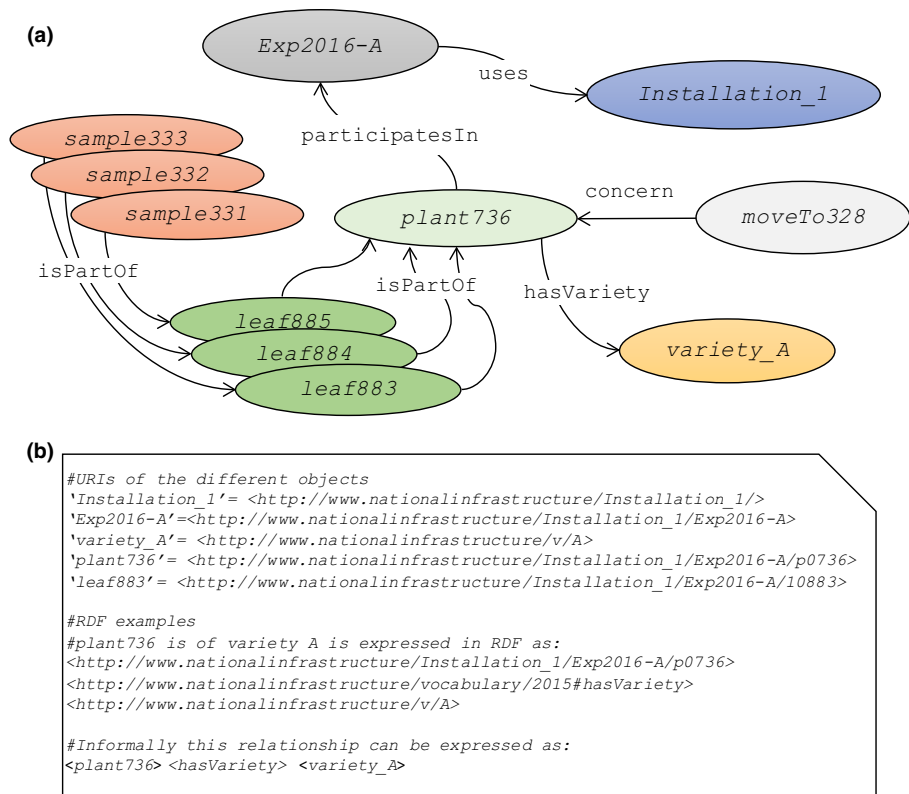 (a)
Exp2016-A
uses
Installation_1
participatesIn
sample333
sample332
sample331
concern
plant736
moveTo328
isPartOf
isPartOf
hasVariety
leaf885
leaf884
leaf883
variety_A
(b)
#URIs of the different objects
‘Installation_1’= <http://www.nationalinfrastructure/Installation_1/>
‘Exp2016-A’=<http://www.nationalinfrastructure/Installation_1/Exp2016-A>
‘variety_A’= <http://www.nationalinfrastructure/v/A>
‘plant736’= <http://www.nationalinfrastructure/Installation_1/Exp2016-A/p0736>
‘leaf883’= <http://www.nationalinfrastructure/Installation_1/Exp2016-A/10883>
#RDF examples
#plant736 is of variety A is expressed in RDF as:
<http://www.nationalinfrastructure/Installation_1/Exp2016-A/p0736>
<http://www.nationalinfrastructure/vocabulary/2015#hasVariety>
<http://www.nationalinfrastructure/v/A>
#Informally this relationship can be expressed as:
<plant736> <hasVariety> <variety_A>